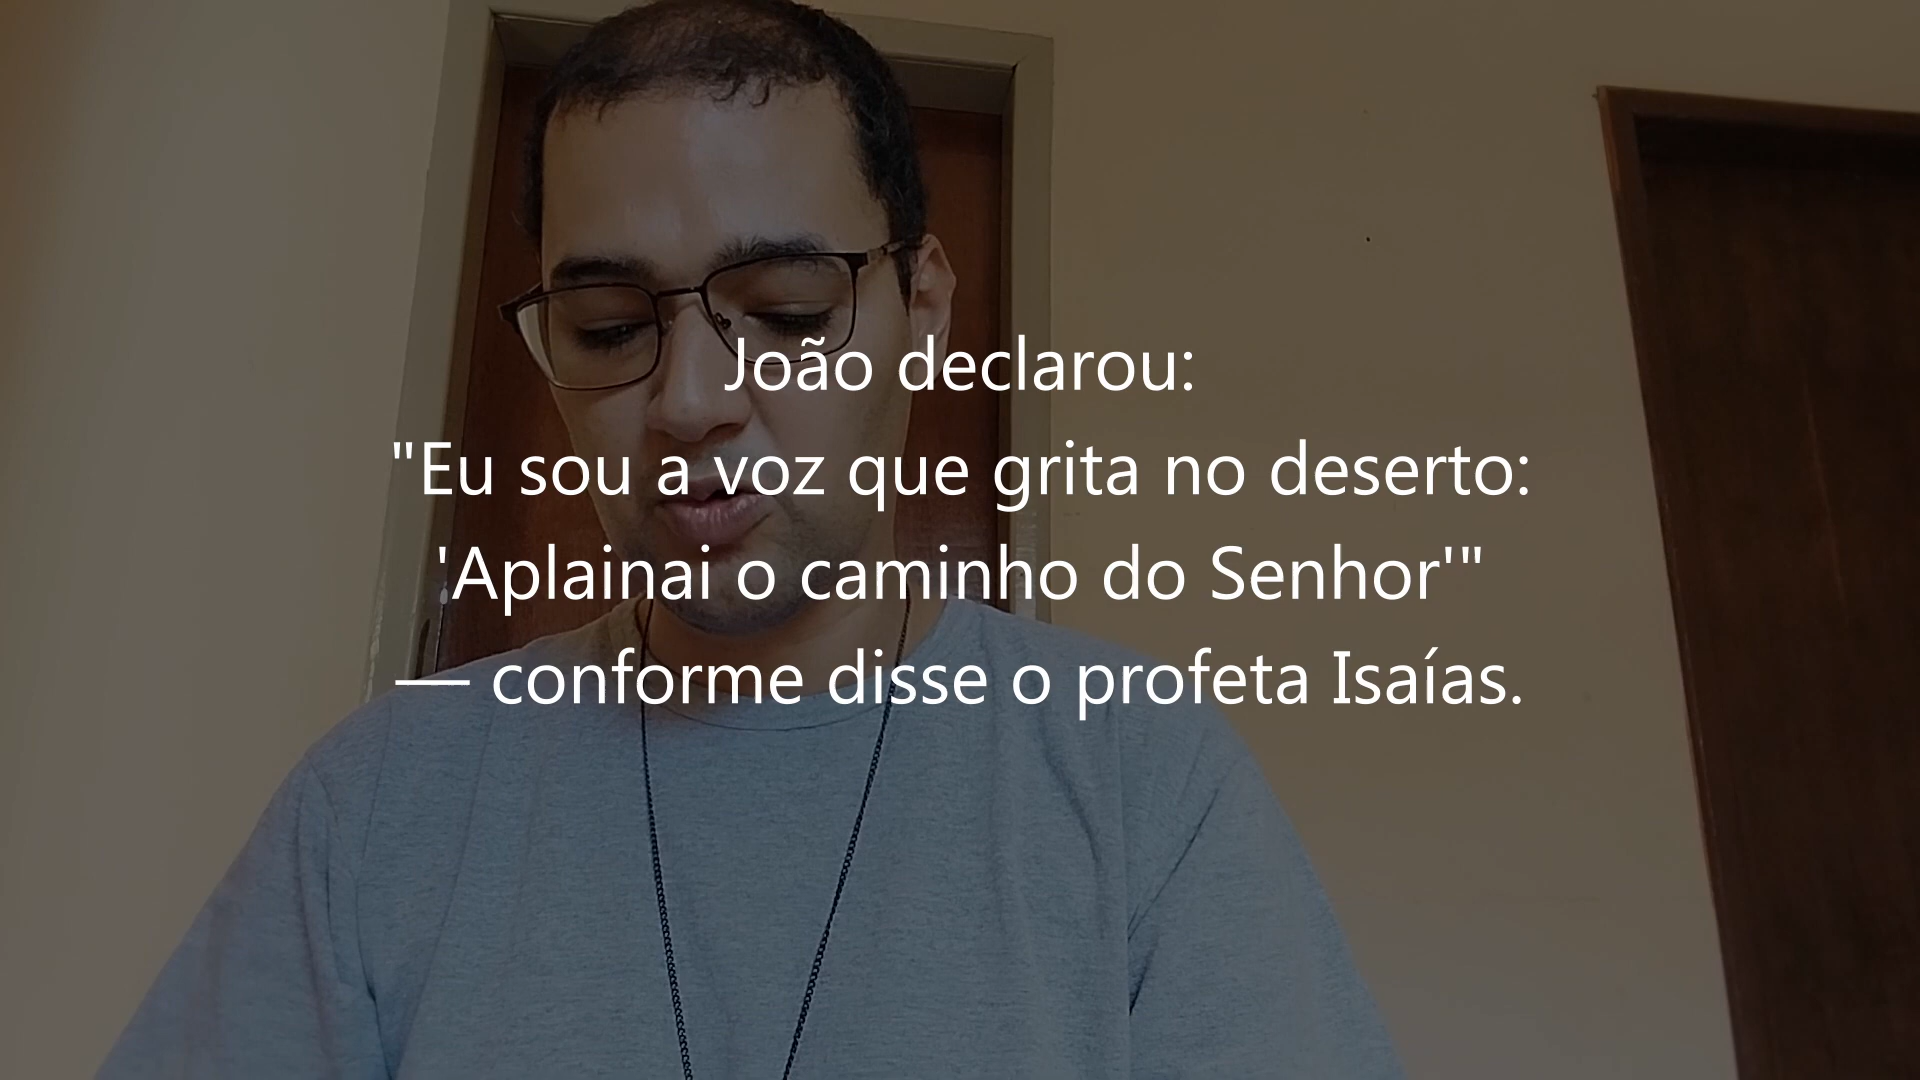 João declarou:
"Eu sou a voz que grita no deserto:
'Aplainai o caminho do Senhor'"
— conforme disse o profeta Isaías.